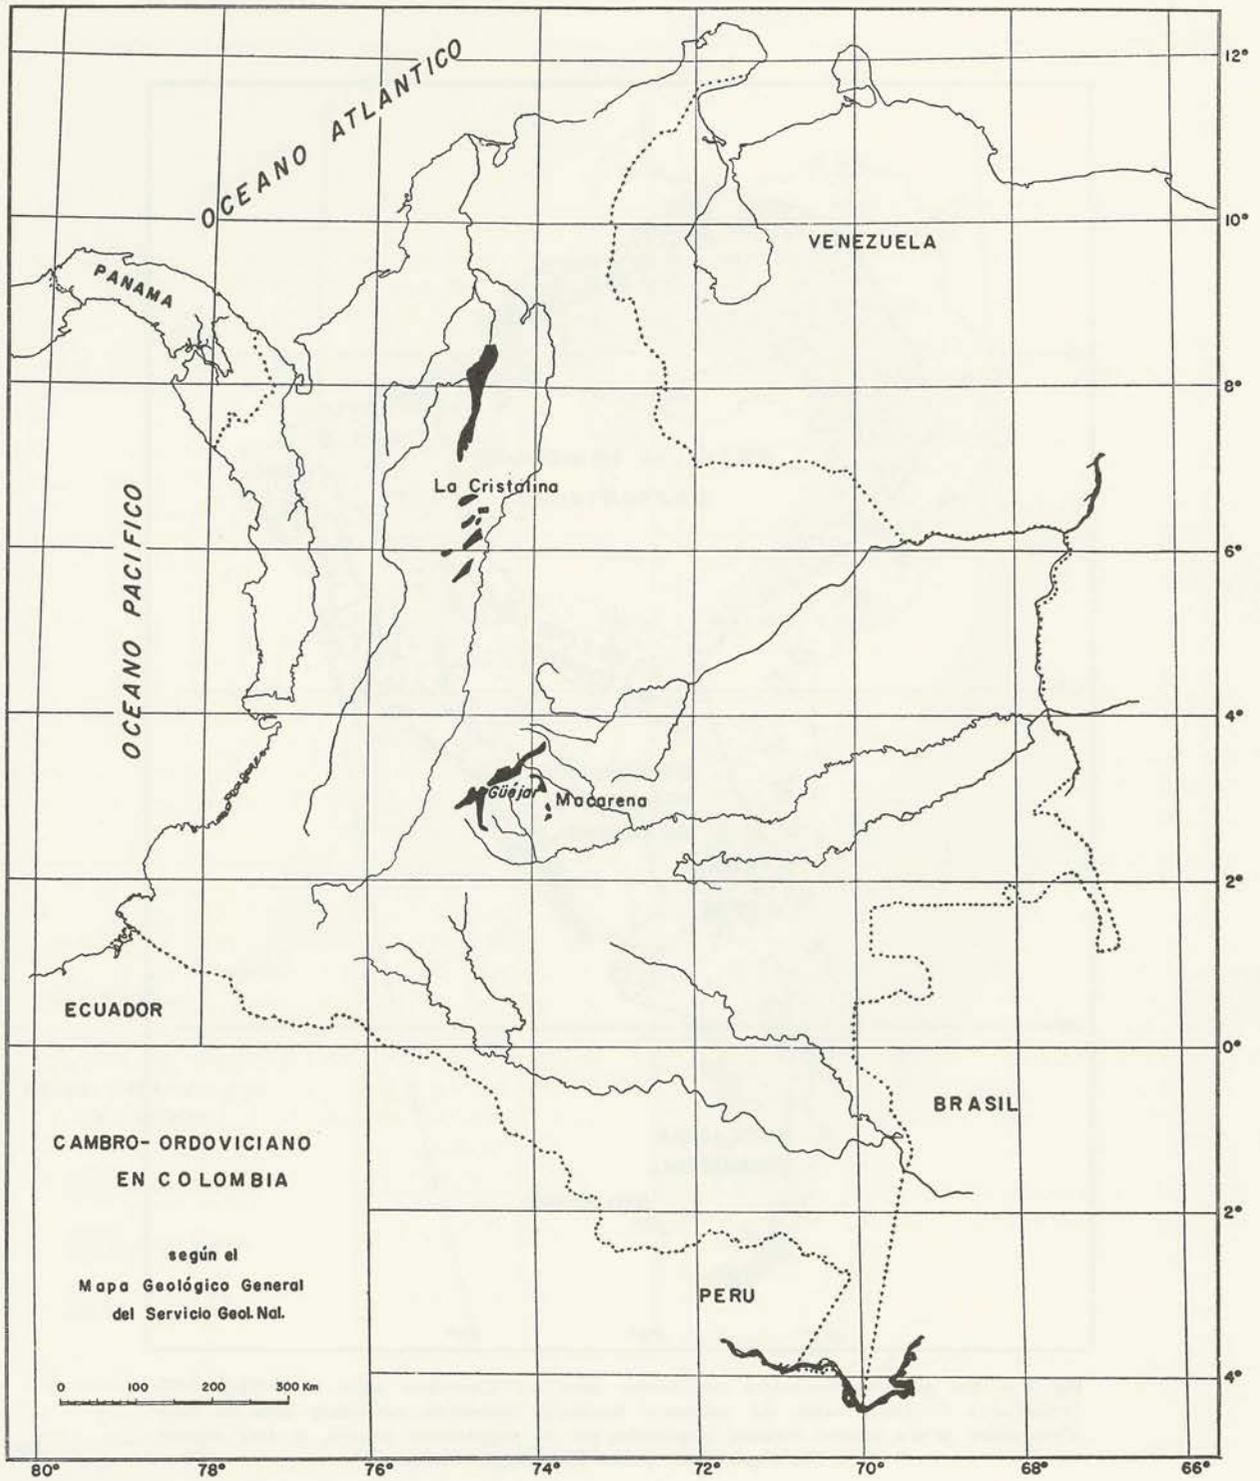 OCEANO ATLANTICO
12°
10°
VENEZUELA
PANAMA
8°
La Cristalina
OCEANO PACIFICO
6°
4°
Güéjar
Macarena
2°
ECUADOR
0°
BRASIL
CAMBRO- ORDOVICIANO
EN COLOMBIA
2°
según el
Mapa Geológico General
del Servicio Geol. Nal.
PERU
4°
0 100 200 300 Km
80° 78° 76° 74° 72° 70° 68° 66°